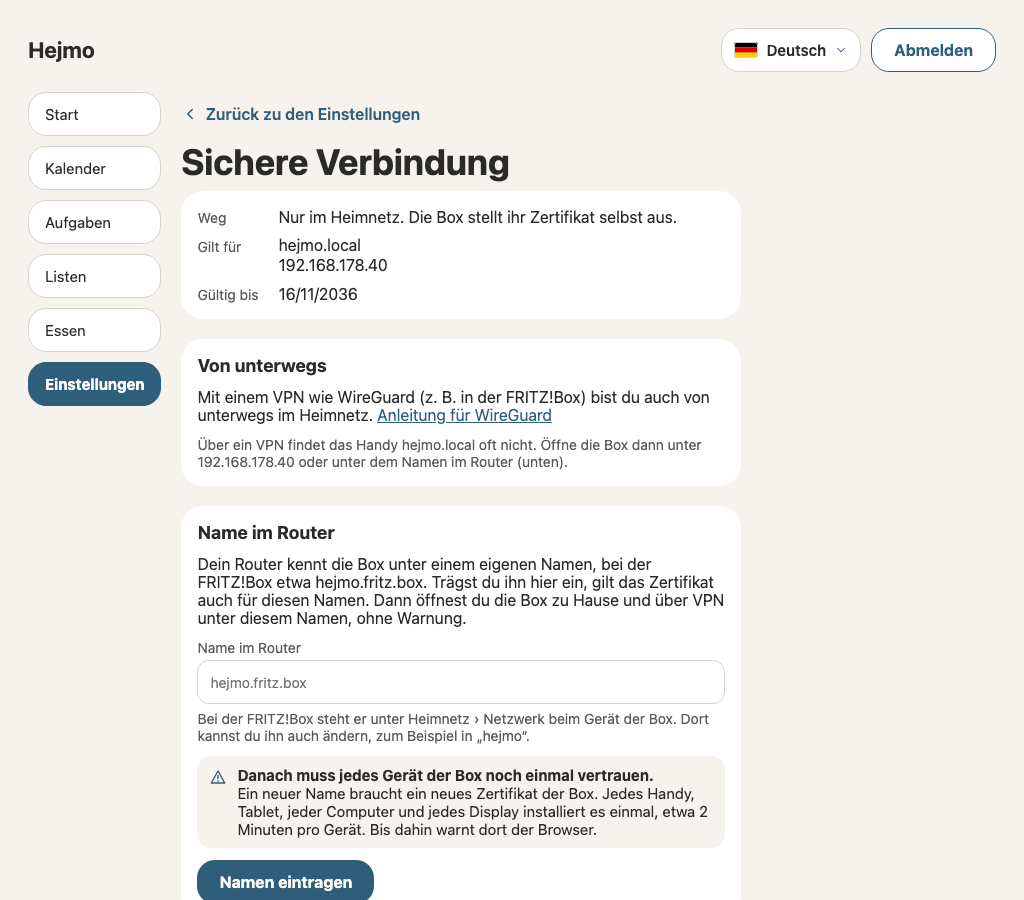 Hejmo
Deutsch
Abmelden
Start
Kalender
Aufgaben
Listen
Essen
Einstellungen
Zurück zu den Einstellungen
Sichere Verbindung
Weg Nur im Heimnetz. Die Box stellt ihr Zertifikat selbst aus.
Gilt für hejmo.local
192.168.178.40
Gültig bis 16/11/2036
Von unterwegs
Mit einem VPN wie WireGuard (z. B. in der FRITZ!Box) bist du auch von
unterwegs im Heimnetz. Anleitung für WireGuard
Über ein VPN findet das Handy hejmo.local oft nicht. Öffne die Box dann unter
192.168.178.40 oder unter dem Namen im Router (unten).
Name im Router
Dein Router kennt die Box unter einem eigenen Namen, bei der
FRITZ!Box etwa hejmo.fritz.box. Trägst du ihn hier ein, gilt das Zertifikat
auch für diesen Namen. Dann öffnest du die Box zu Hause und über VPN
unter diesem Namen, ohne Warnung.
Name im Router
hejmo.fritz.box
Bei der FRITZ!Box steht er unter Heimnetz › Netzwerk beim Gerät der Box. Dort
kannst du ihn auch ändern, zum Beispiel in „hejmo“.
Danach muss jedes Gerät der Box noch einmal vertrauen.
Ein neuer Name braucht ein neues Zertifikat der Box. Jedes Handy,
Tablet, jeder Computer und jedes Display installiert es einmal, etwa 2
Minuten pro Gerät. Bis dahin warnt dort der Browser.
Namen eintragen